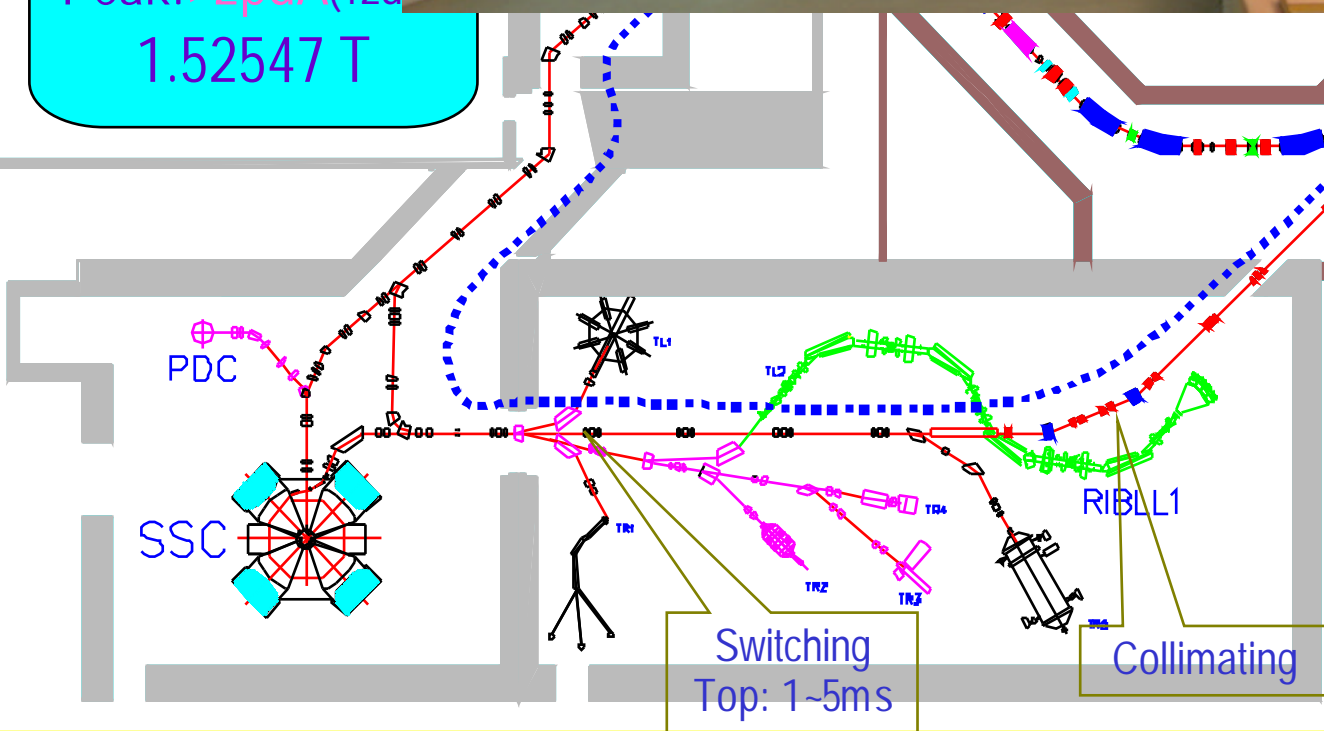 1.52547 T
TL1
PDC
TL2
RIBLL1
SSC
TR4
TR1
TR2
TR3
Switching
Top: 1~5ms
Collimating